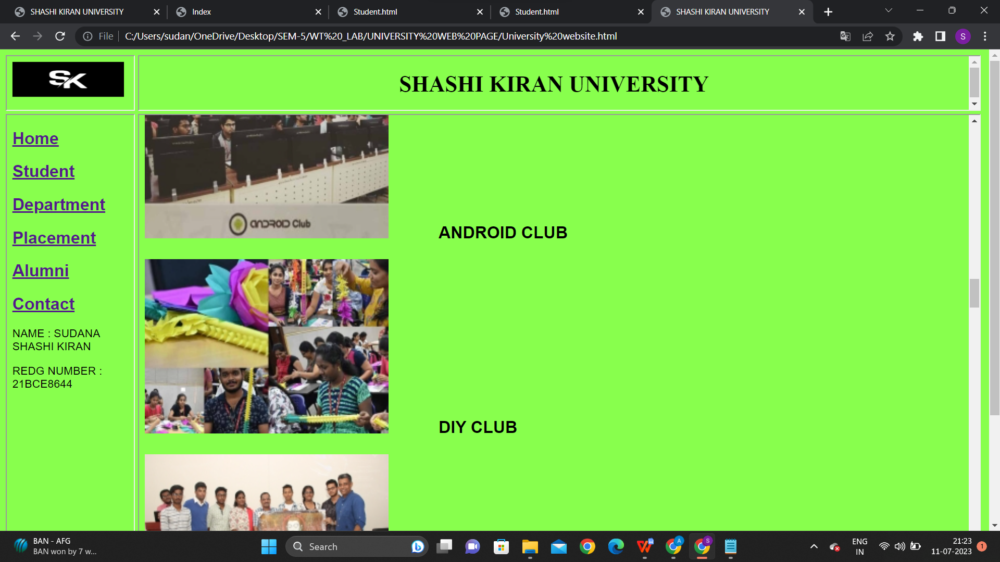 SHASHI KIRAN UNIVERSITY
Index
Student.html
Student.html
SHASHI KIRAN UNIVERSITY
File
C:/Users/sudan/OneDrive/Desktop/SEM-5/WT%20_LAB/UNIVERSITY%20WEB%20PAGE/University%20website.html
S
SK
SHASHI KIRAN UNIVERSITY
Home
Student
Department
Placement
Alumni
Contact
NAME : SUDANA
SHASHI KIRAN
REDG NUMBER :
21BCE8644
ANDROID Club
ANDROID CLUB
DIY CLUB
BAN - AFG
BAN won by 7 w...
Search
A
S
ENG
IN
21:23
11-07-2023
1